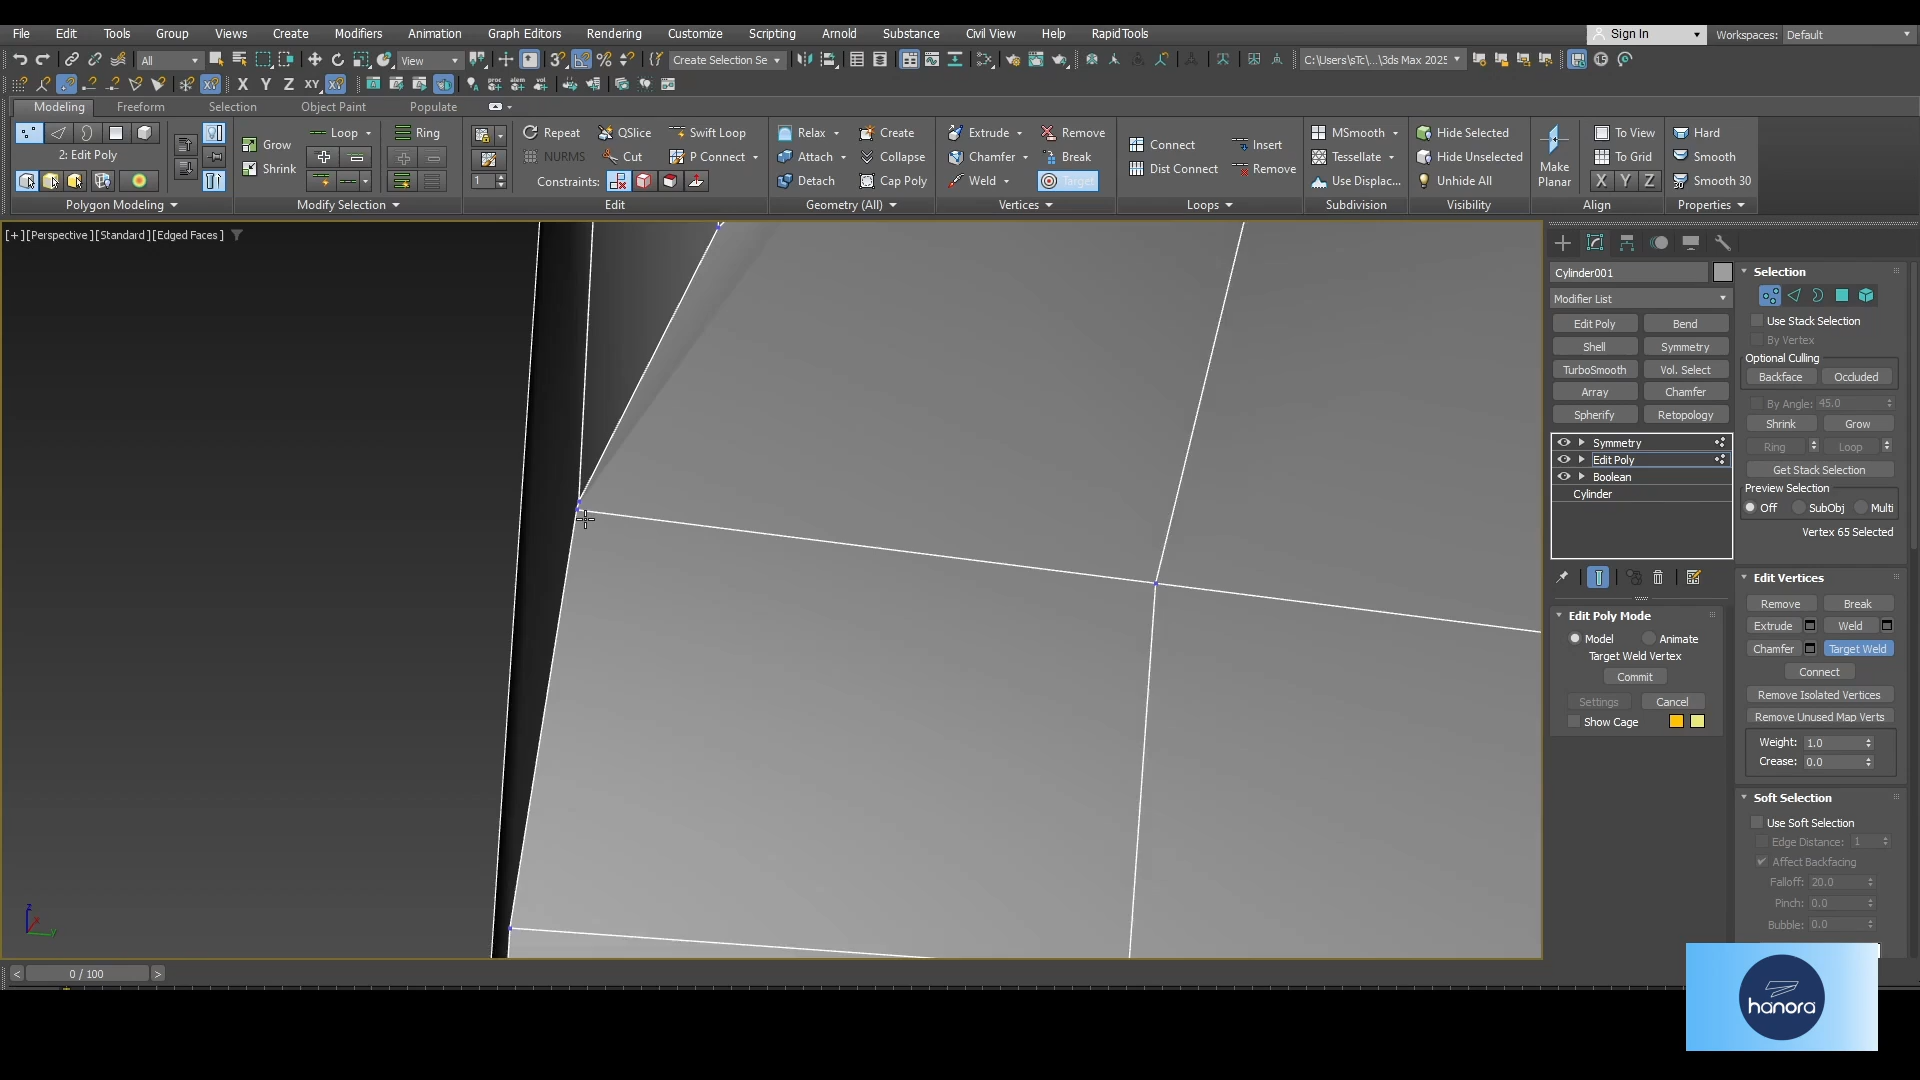 File Edit Tools Group Views Create Modifiers Animation Graph Editors Rendering Customize Scripting Arnold Substance Civil View Help RapidTools Sign In Workspaces: Default
All View Create Selection Se C:\Users\sTc\...\3ds Max 2025
X Y Z XY
Modeling Freeform Selection Object Paint Populate
2: Edit Poly
Polygon Modeling
Loop Ring
Grow
Shrink
Modify Selection
1
Repeat QSlice Swift Loop
NURMS Cut P Connect
Constraints:
Edit
Relax Create
Attach Collapse
Detach Cap Poly
Geometry (All)
Extrude Remove
Chamfer Break
Weld Target
Vertices
Connect Insert
Dist Connect Remove
Loops
MSmooth
Tessellate
Use Displac...
Subdivision
Hide Selected
Hide Unselected
Unhide All
Visibility
Make Planar
To View
To Grid
X Y Z
Align
Hard
Smooth
Smooth 30
Properties
[+][Perspective][Standard][Edged Faces]
z
x
y
Cylinder001
Modifier List
Edit Poly Bend
Shell Symmetry
TurboSmooth Vol. Select
Array Chamfer
Spherify Retopology
Symmetry
Edit Poly
Boolean
Cylinder
Edit Poly Mode
Model Animate
Target Weld Vertex
Commit
Settings Cancel
Show Cage
Selection
Use Stack Selection
By Vertex
Optional Culling
Backface Occluded
By Angle: 45.0
Shrink Grow
Ring Loop
Get Stack Selection
Preview Selection
Off SubObj Multi
Vertex 65 Selected
Edit Vertices
Remove Break
Extrude Weld
Chamfer Target Weld
Connect
Remove Isolated Vertices
Remove Unused Map Verts
Weight: 1.0
Crease: 0.0
Soft Selection
Use Soft Selection
Edge Distance: 1
Affect Backfacing
Falloff: 20.0
Pinch: 0.0
Bubble: 0.0
< 0 / 100 >
hanora